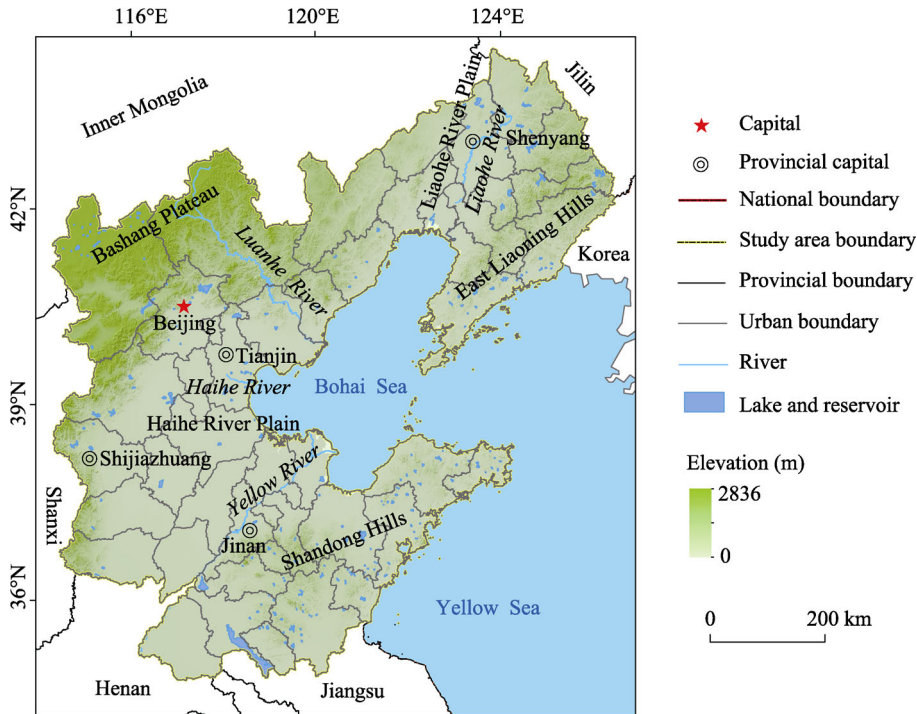 116°E
120°E
124°E
42°N
39°N
36°N
Inner Mongolia
Jilin
Liaohe River Plain
Liaohe River
Shenyang
Bashang Plateau
Luanhe River
East Liaoning Hills
Korea
Beijing
Tianjin
Haihe River
Bohai Sea
Haihe River Plain
Shijiazhuang
Yellow River
Shanxi
Jinan
Shandong Hills
Yellow Sea
Henan
Jiangsu
Capital
Provincial capital
National boundary
Study area boundary
Provincial boundary
Urban boundary
River
Lake and reservoir
Elevation (m)
2836
0
0 200 km